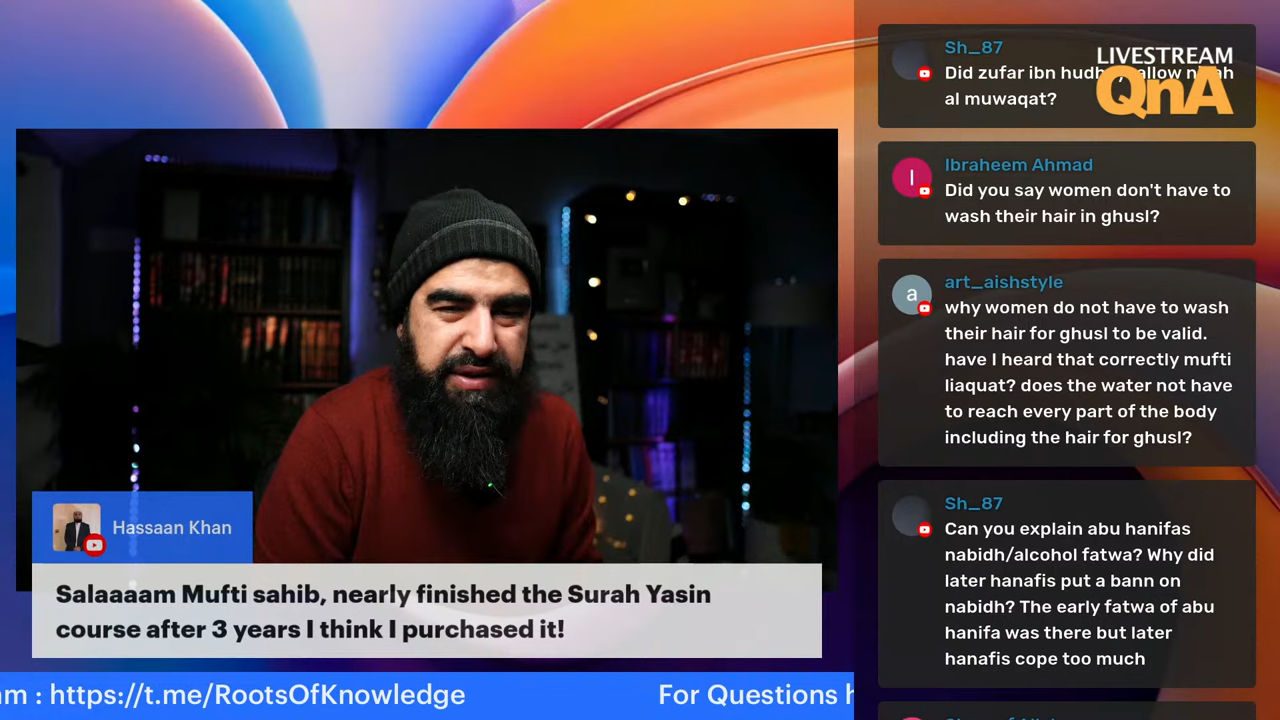 Sh_87
Did zufar ibn allow
al muwaqat?
LIVESTREAM
QnA
I
Ibraheem Ahmad
Did you say women don't have to
wash their hair in ghusl?
a
art_aishstyle
why women do not have to wash
their hair for ghusl to be valid.
have I heard that correctly mufti
liaquat? does the water not have
to reach every part of the body
including the hair for ghusl?
Sh_87
Can you explain abu hanifas
nabidh/alcohol fatwa? Why did
later hanafis put a bann on
nabidh? The early fatwa of abu
hanifa was there but later
hanafis cope too much
Hassaan Khan
Salaaaam Mufti sahib, nearly finished the Surah Yasin
course after 3 years I think I purchased it!
am : https://t.me/RootsOfKnowledge
For Questions